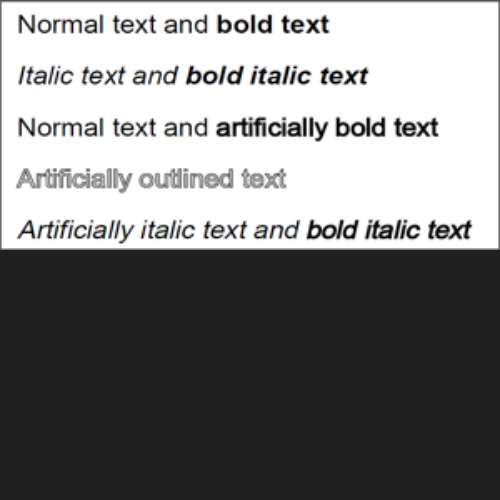 Normal text and bold text
Italic text and bold italic text
Normal text and artificially bold text
Artificially outlined text
Artificially italic text and bold italic text